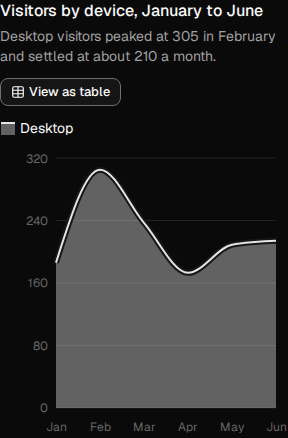 Visitors by device, January to June
Desktop visitors peaked at 305 in February
and settled at about 210 a month.
View as table
Desktop
320
240
160
80
0
Jan Feb Mar Apr May Jun